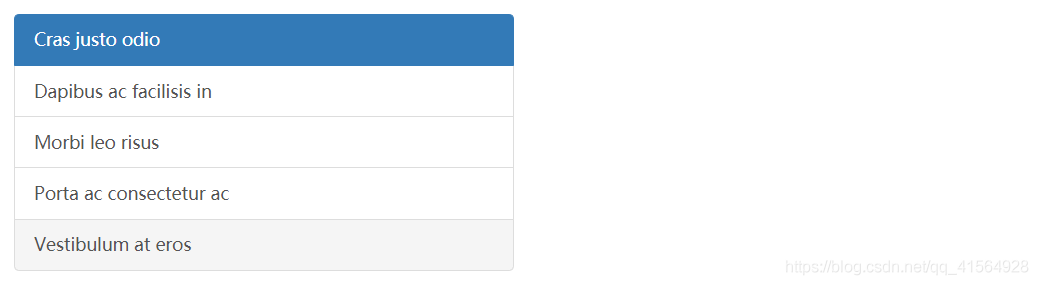 Cras justo odio
Dapibus ac facilisis in
Morbi leo risus
Porta ac consectetur ac
Vestibulum at eros
https://blog.csdn.net/qq_41564928